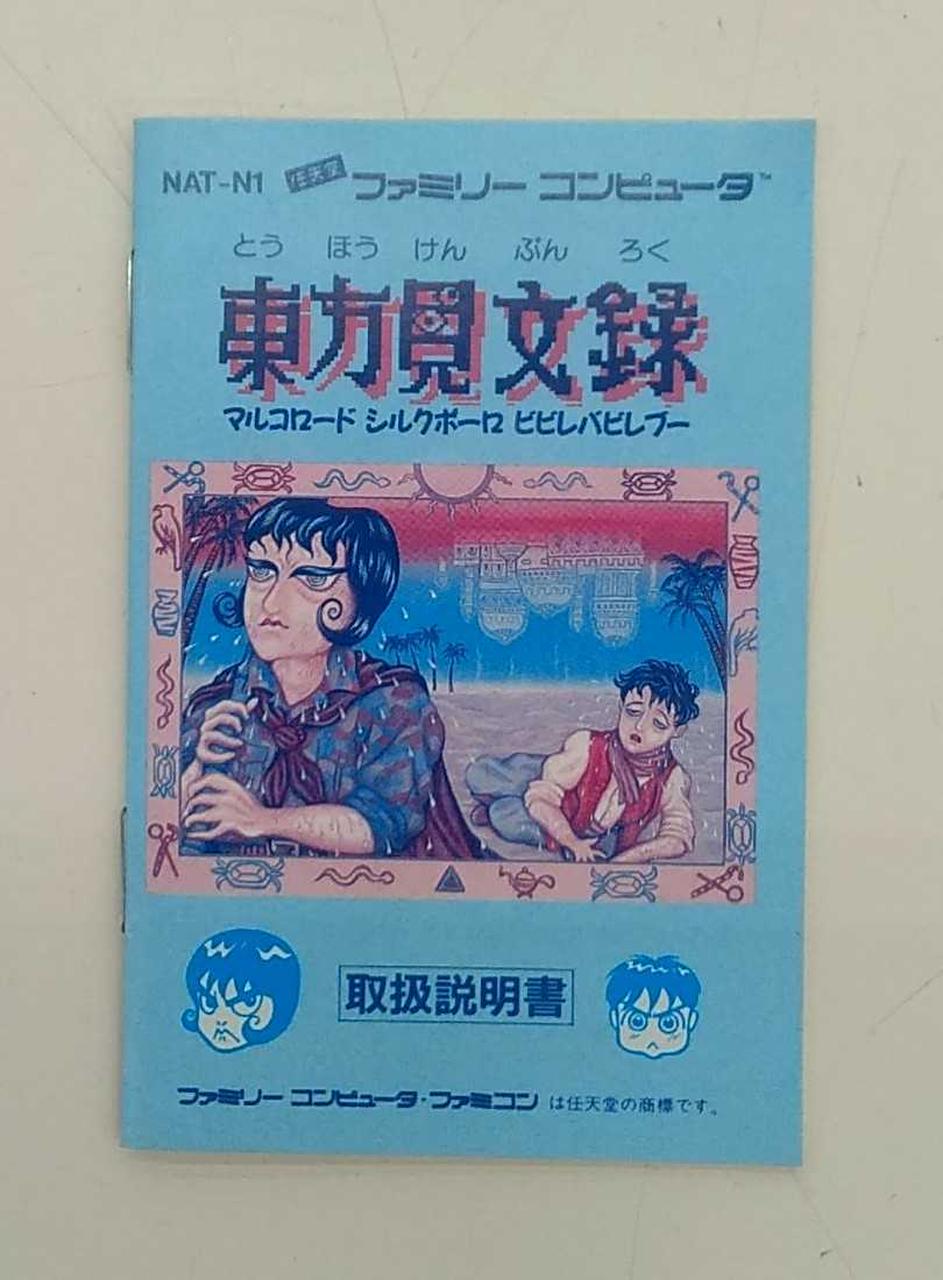 NAT-N1 任天堂 ファミリー コンピュータ™
とう ほう けん ぶん ろく
東方見文録
マルコロード シルクポーロ ビビレバビレブー
取扱説明書
ファミリー コンピュータ・ファミコン は任天堂の商標です。